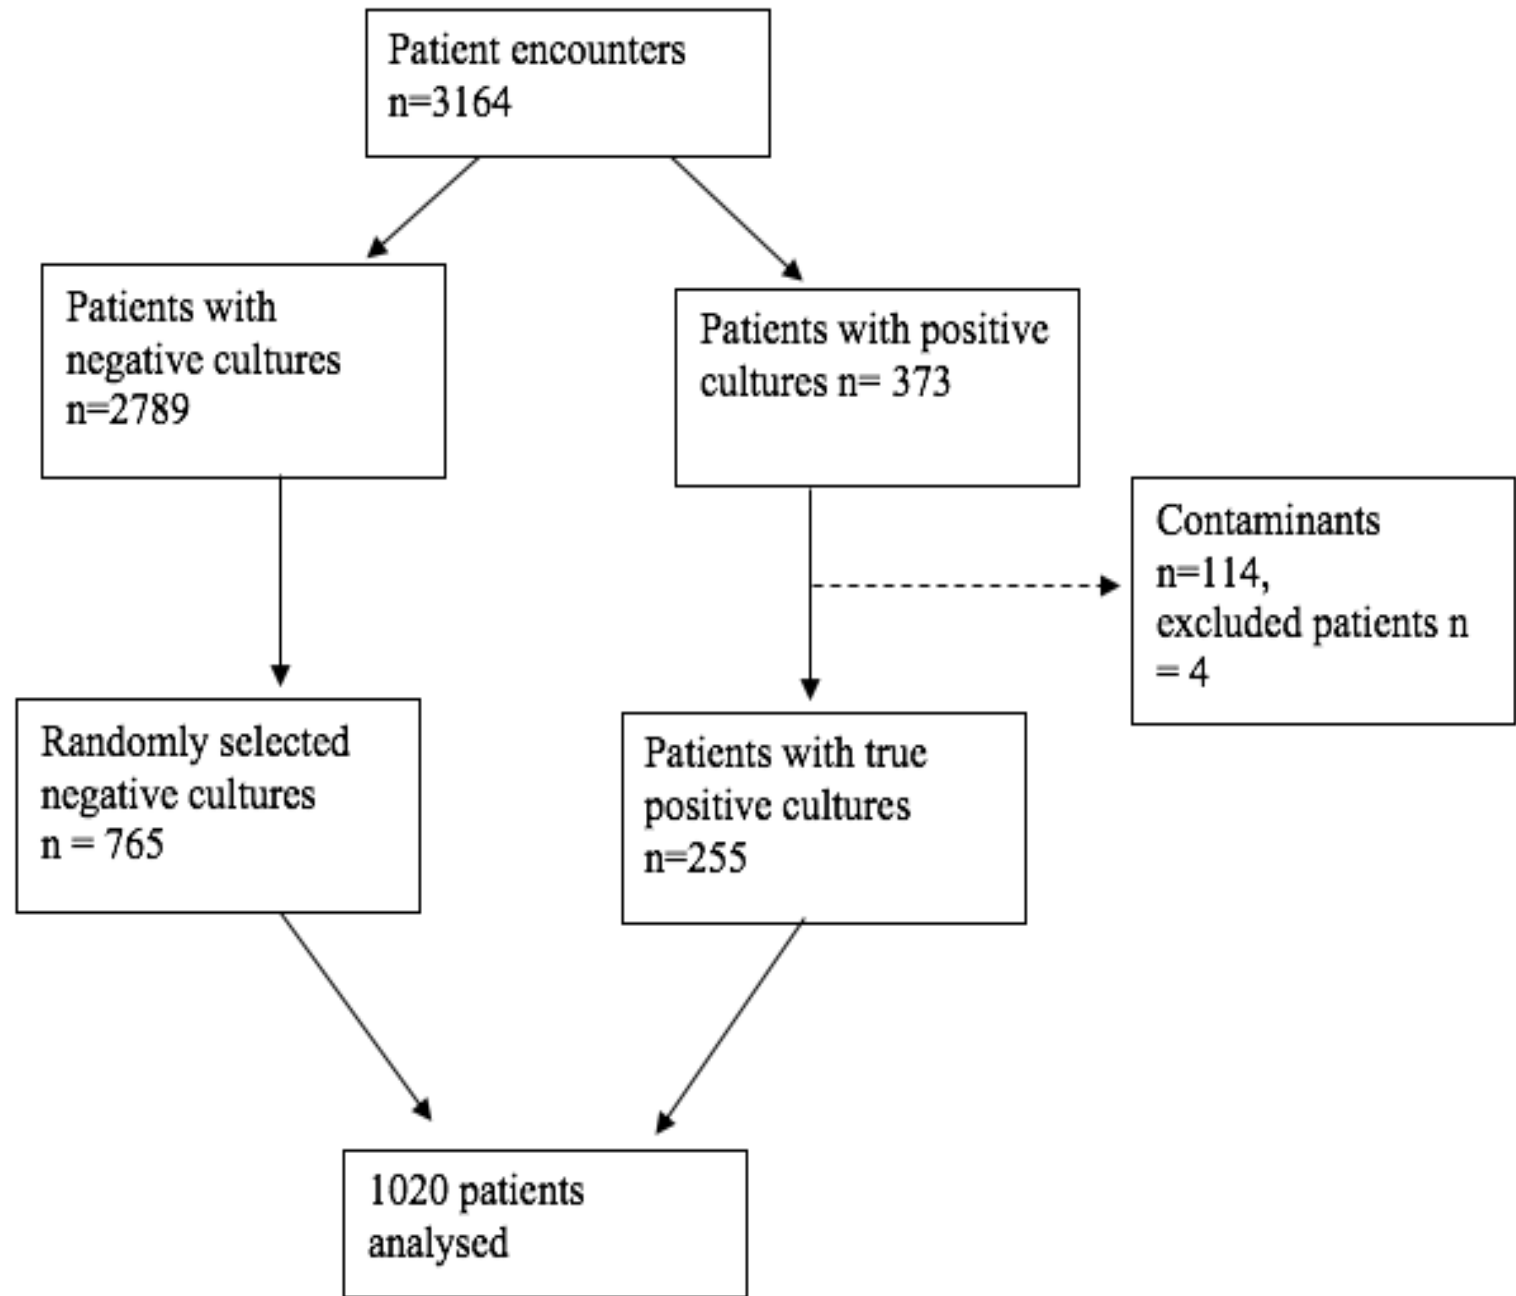 Patient encounters
n=3164
Patients with
negative cultures
n=2789
Patients with positive
cultures n= 373
Contaminants
n=114,
excluded patients n
= 4
Randomly selected
negative cultures
n = 765
Patients with true
positive cultures
n=255
1020 patients
analysed